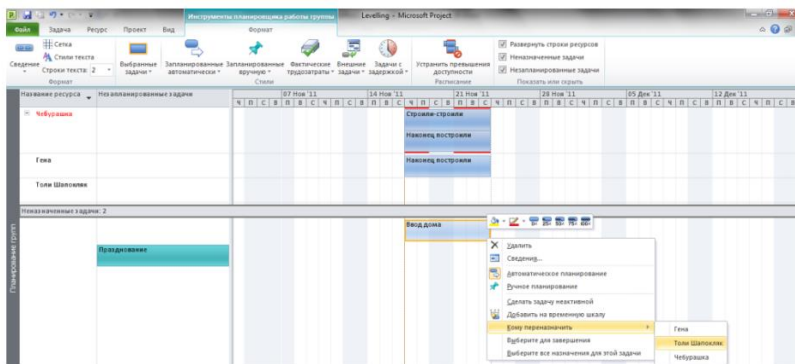 Инструменты планировщика работы группы
Levelling – Microsoft Project
Файл Задача Ресурс Проект Вид Формат
Сведения
Сетка
Стили текста
Строки текста: 2
Формат
Выбранные задачи
Запланированные автоматически
Запланированные вручную
Фактические трудозатраты
Внешние задачи
Задачи с задержкой
Стили
Устранить превышения доступности
Расписание
Развернуть строки ресурсов
Неназначенные задачи
Незапланированные задачи
Показать или скрыть
Название ресурса Незапланированные задачи
07 Ноя '11 14 Ноя '11 21 Ноя '11 28 Ноя '11 05 Дек '11 12 Дек '11
Ч П С В П В С Ч П С В П В С Ч П С В П В С Ч П С В П В С Ч П С В П В С Ч П С В П В С Ч П С В
Чебурашка
Строили-строили
Наконец построили
Гена
Наконец построили
Толи Шапокляк
Неназначенные задачи: 2
Планирование групп
Ввод дома
Празднование
Удалить
Сведения...
Автоматическое планирование
Ручное планирование
Сделать задачу неактивной
Добавить на временную шкалу
Кому переназначить
Выберите для завершения
Выберите все назначения для этой задачи
Гена
Толи Шапокляк
Чебурашка